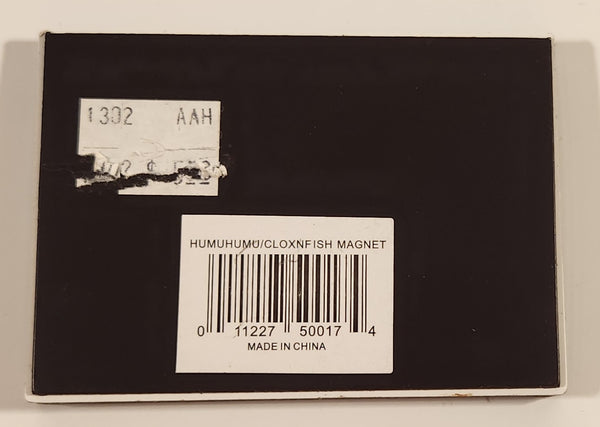 1302 AAH
HUMUHUMU/CLOXNFISH MAGNET
0 11227 50017 4
MADE IN CHINA